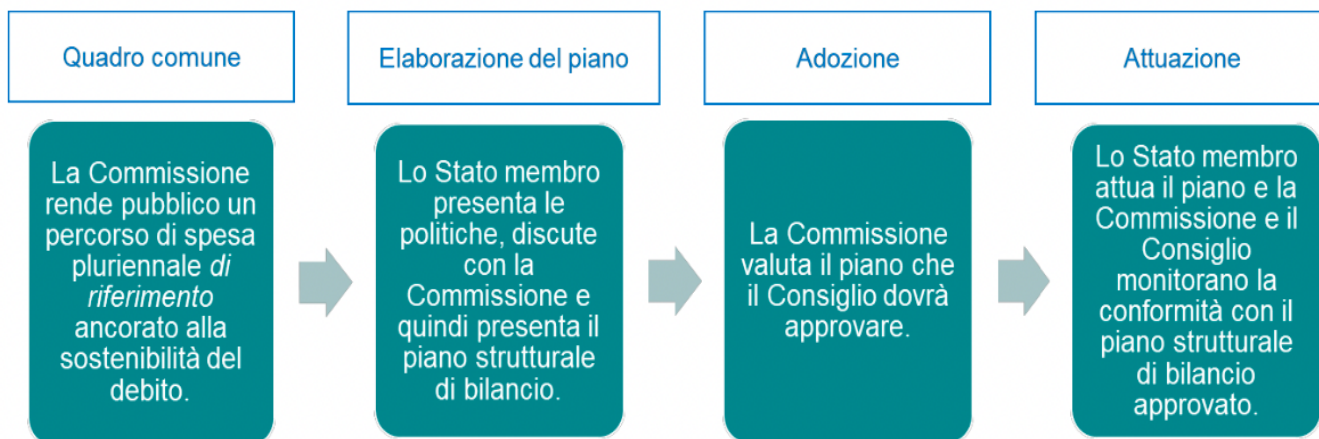 Quadro comune
La Commissione
rende pubblico un
percorso di spesa
pluriennale di
riferimento
ancorato alla
sostenibilità del
debito.
Elaborazione del piano
Lo Stato membro
presenta le
politiche, discute
con la
Commissione e
quindi presenta il
piano strutturale
di bilancio.
Adozione
La Commissione
valuta il piano che
il Consiglio dovrà
approvare.
Attuazione
Lo Stato membro
attua il piano e la
Commissione e il
Consiglio
monitorano la
conformità con il
piano strutturale
di bilancio
approvato.